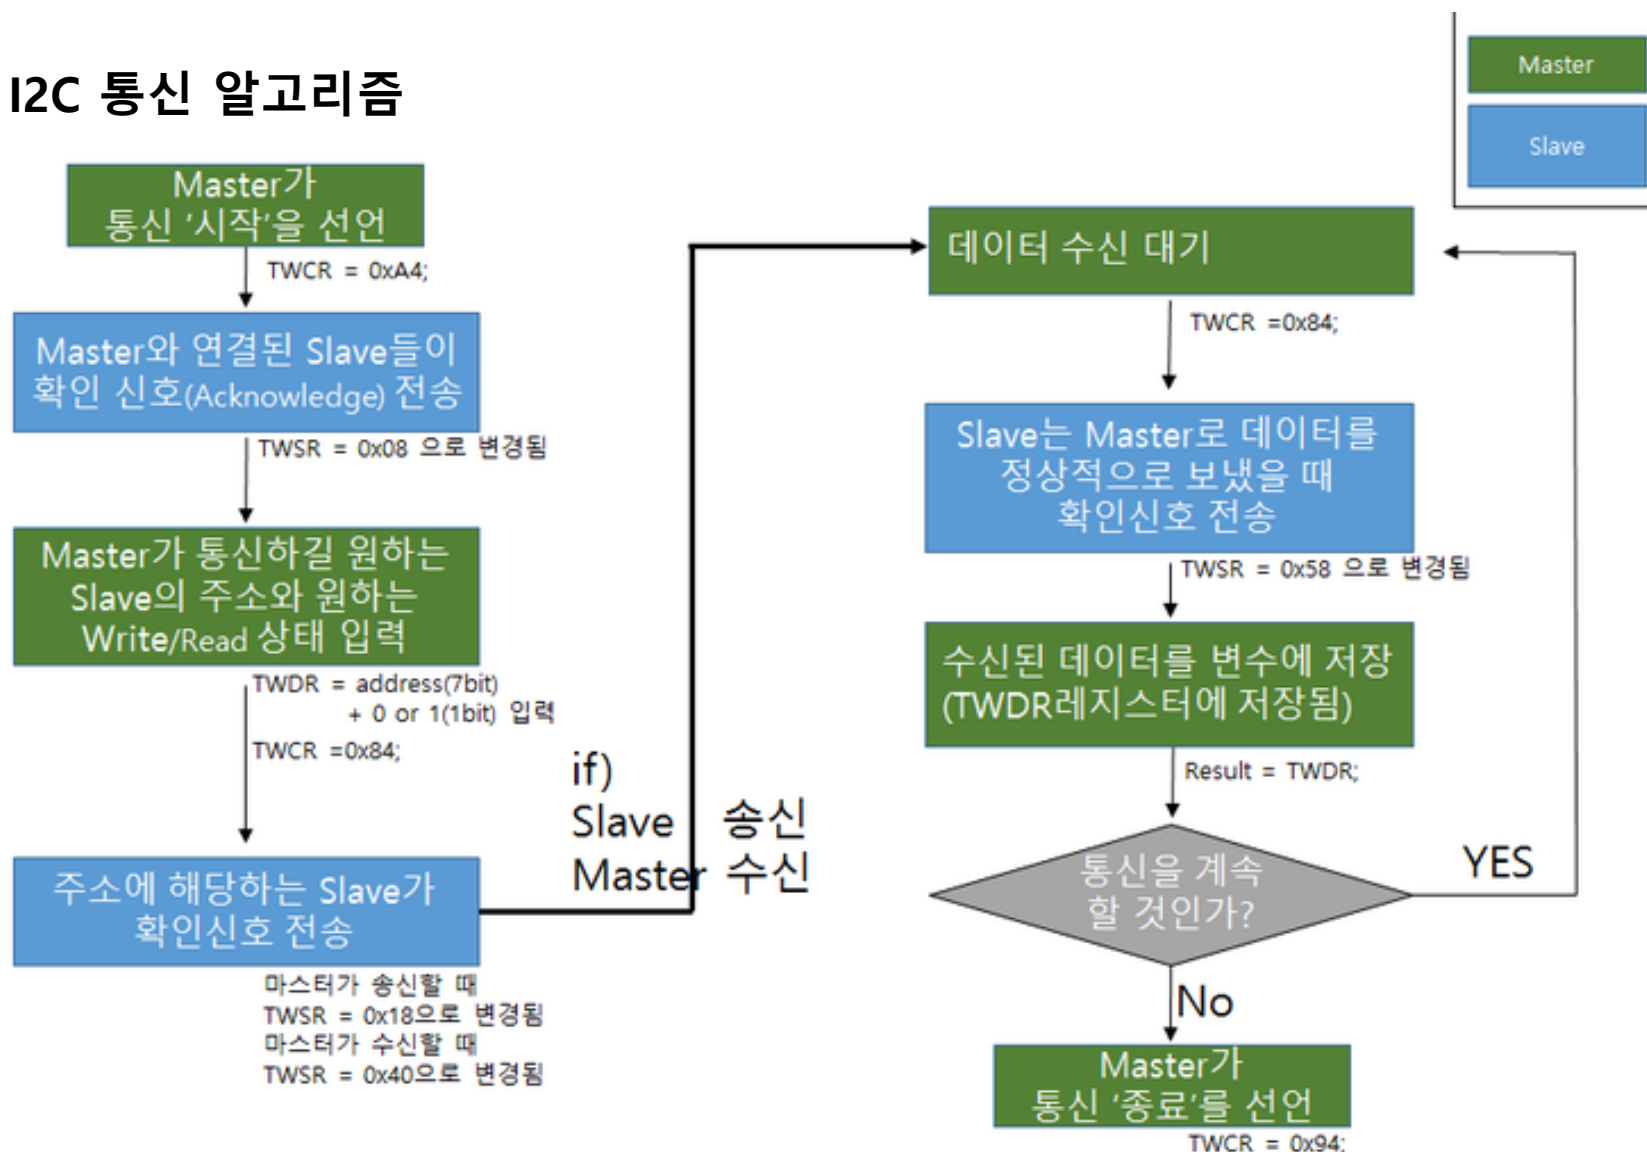 I2C 통신 알고리즘
Master
Slave
Master가
통신 '시작'을 선언
TWCR = 0xA4;
Master와 연결된 Slave들이
확인 신호(Acknowledge) 전송
TWSR = 0x08 으로 변경됨
Master가 통신하길 원하는
Slave의 주소와 원하는
Write/Read 상태 입력
TWDR = address(7bit)
+ 0 or 1(1bit) 입력
TWCR =0x84;
주소에 해당하는 Slave가
확인신호 전송
마스터가 송신할 때
TWSR = 0x18으로 변경됨
마스터가 수신할 때
TWSR = 0x40으로 변경됨
if)
Slave 송신
Master 수신
데이터 수신 대기
TWCR =0x84;
Slave는 Master로 데이터를
정상적으로 보냈을 때
확인신호 전송
TWSR = 0x58 으로 변경됨
수신된 데이터를 변수에 저장
(TWDR레지스터에 저장됨)
Result = TWDR;
통신을 계속
할 것인가?
YES
No
Master가
통신 '종료'를 선언
TWCR = 0x94;